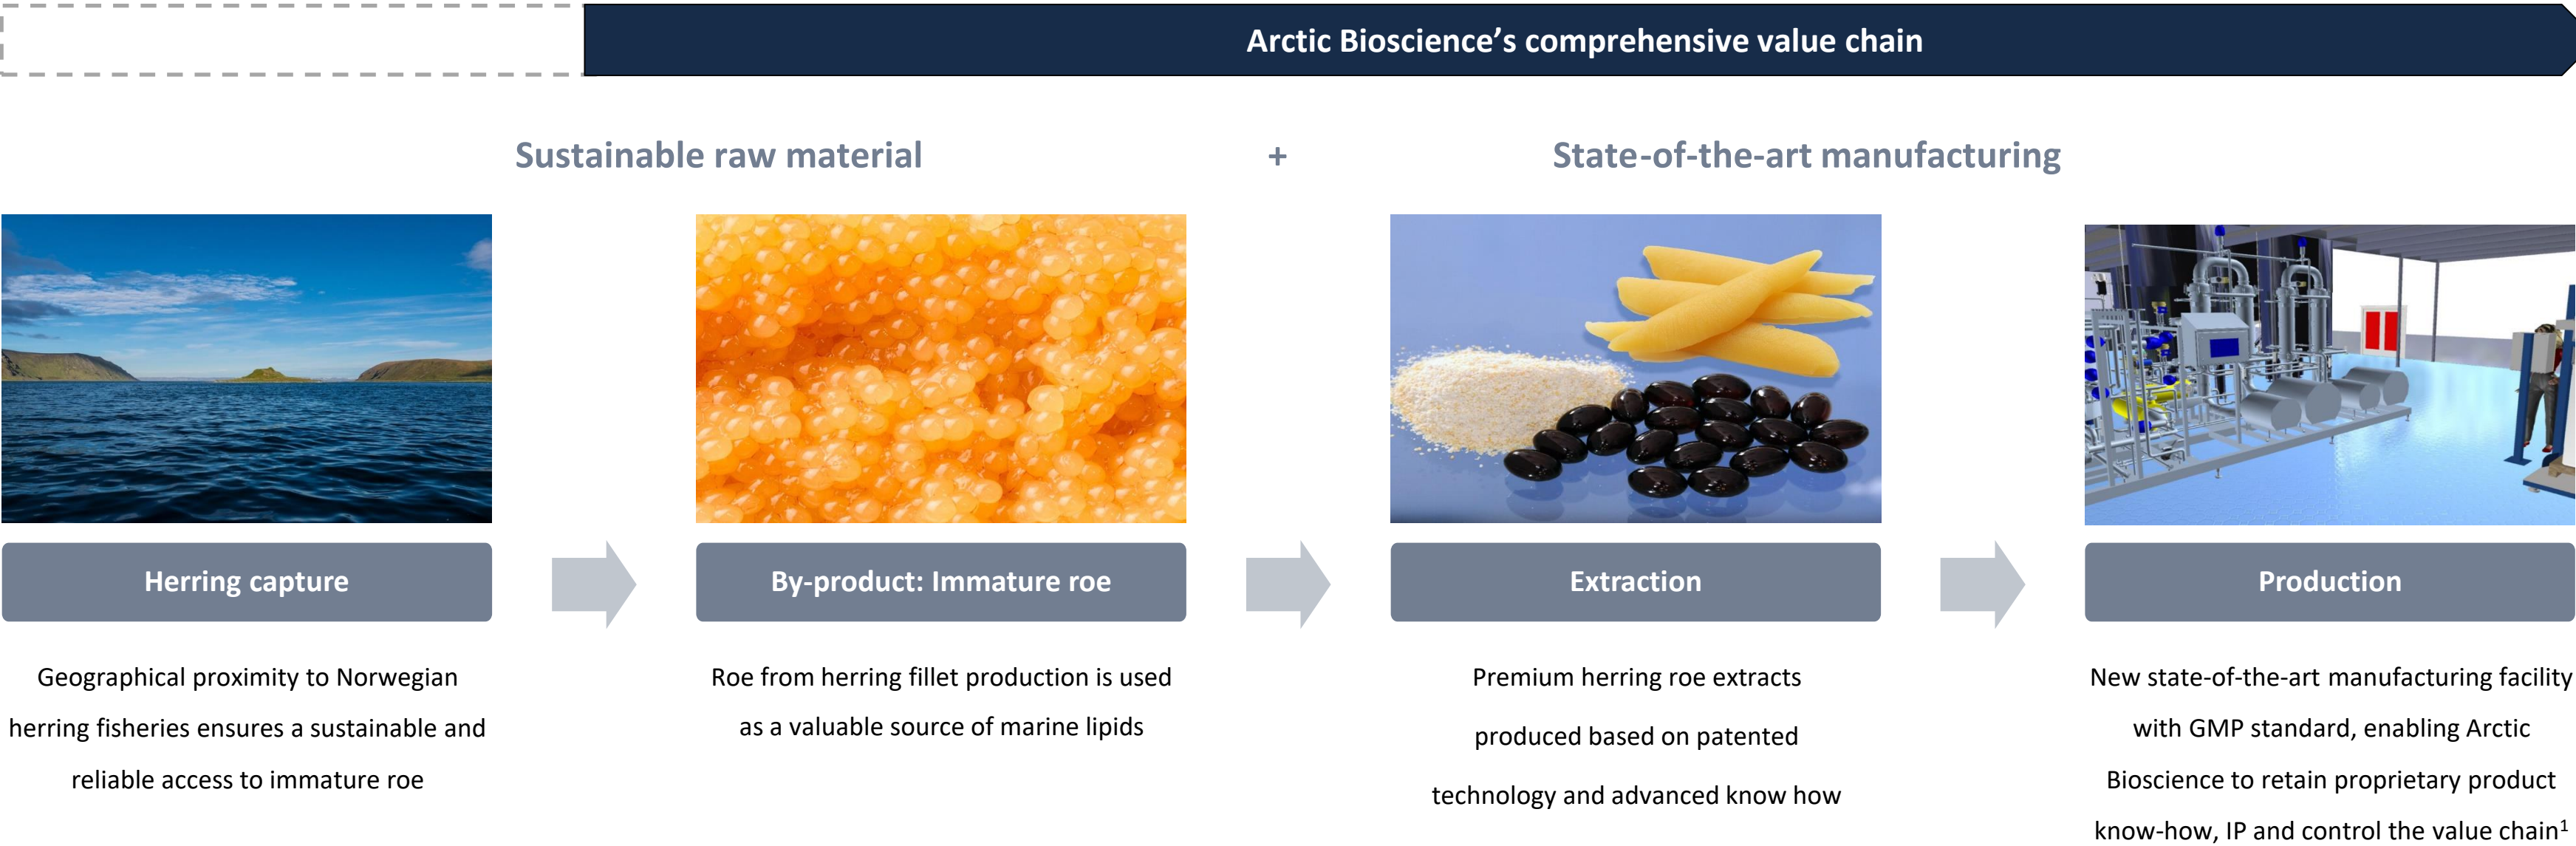 Arctic Bioscience’s comprehensive value chain
Sustainable raw material
+
State-of-the-art manufacturing
Herring capture
Geographical proximity to Norwegian
herring fisheries ensures a sustainable and
reliable access to immature roe
By-product: Immature roe
Roe from herring fillet production is used
as a valuable source of marine lipids
Extraction
Premium herring roe extracts
produced based on patented
technology and advanced know how
Production
New state-of-the-art manufacturing facility
with GMP standard, enabling Arctic
Bioscience to retain proprietary product
know-how, IP and control the value chain¹